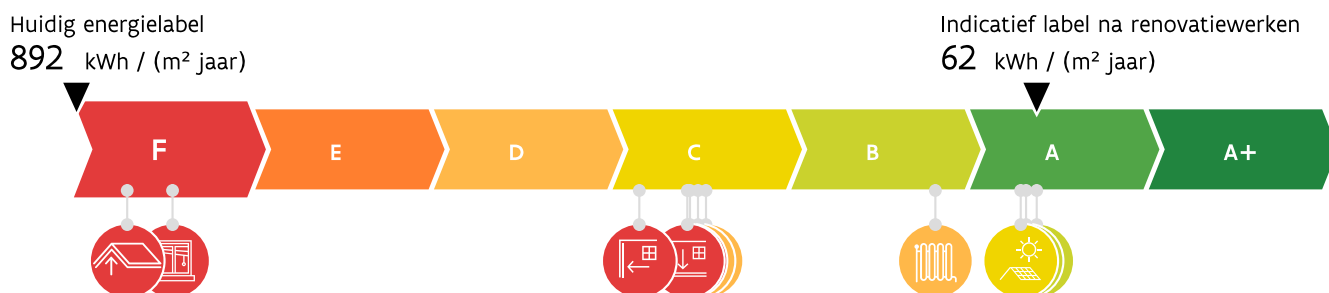 Huidig energielabel
892 kWh / (m² jaar)
Indicatief label na renovatiewerken
62 kWh / (m² jaar)
F E D C B A A+